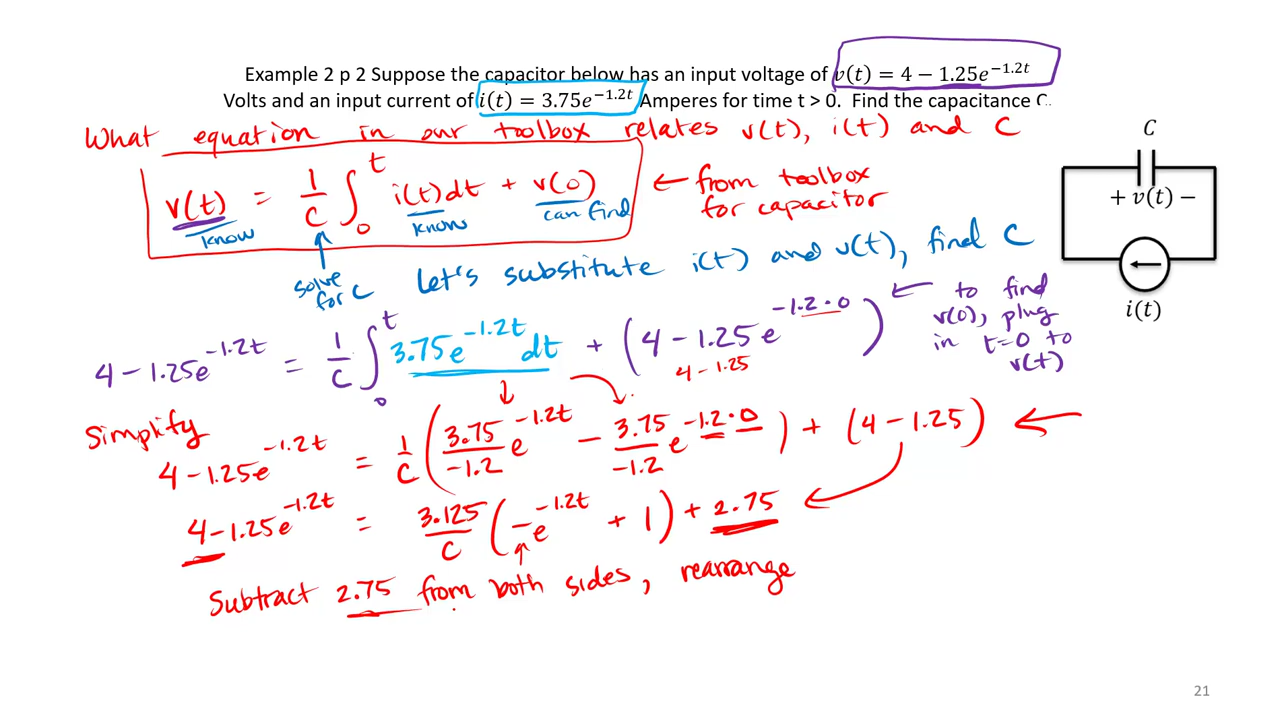 Example 2 p 2 Suppose the capacitor below has an input voltage of v(t) = 4 − 1.25e^{−1.2t}
Volts and an input current of i(t) = 3.75e^{−1.2t} Amperes for time t > 0. Find the capacitance C.
What equation in our toolbox relates v(t), i(t) and C
v(t) = 1/C ∫_0^t i(t)dt + v(0) ← from toolbox for capacitor
know know can find
solve for C
Let's substitute i(t) and v(t), find C
4 − 1.25e^{−1.2t} = 1/C ∫_0^t 3.75e^{−1.2t} dt + (4 − 1.25e^{−1.2·0}) ← to find v(0), plug in t=0 to v(t)
4 − 1.25
Simplify
4 − 1.25e^{−1.2t} = 1/C (3.75/−1.2 e^{−1.2t} − 3.75/−1.2 e^{−1.2·0}) + (4 − 1.25) ←
4 − 1.25e^{−1.2t} = 3.125/C (−e^{−1.2t} + 1) + 2.75
Subtract 2.75 from both sides, rearrange
C
+ v(t) −
i(t)
21